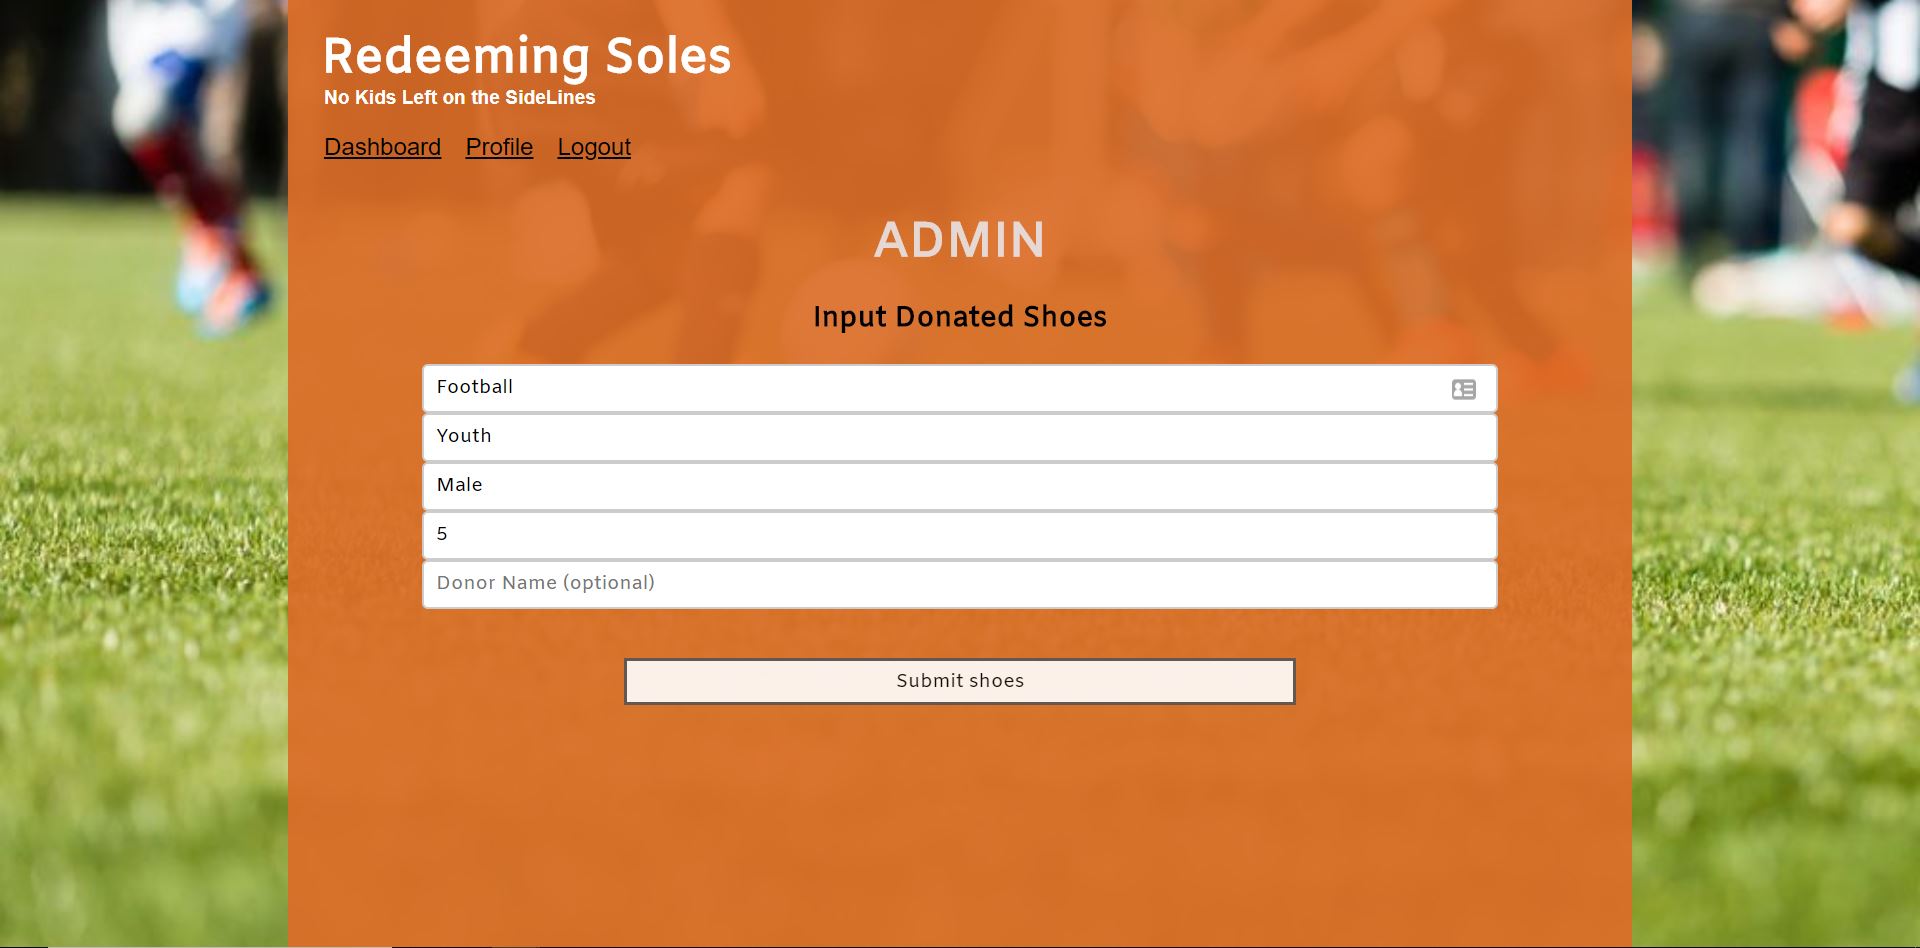 Redeeming Soles
No Kids Left on the SideLines
Dashboard Profile Logout
ADMIN
Input Donated Shoes
Football
Youth
Male
5
Donor Name (optional)
Submit shoes